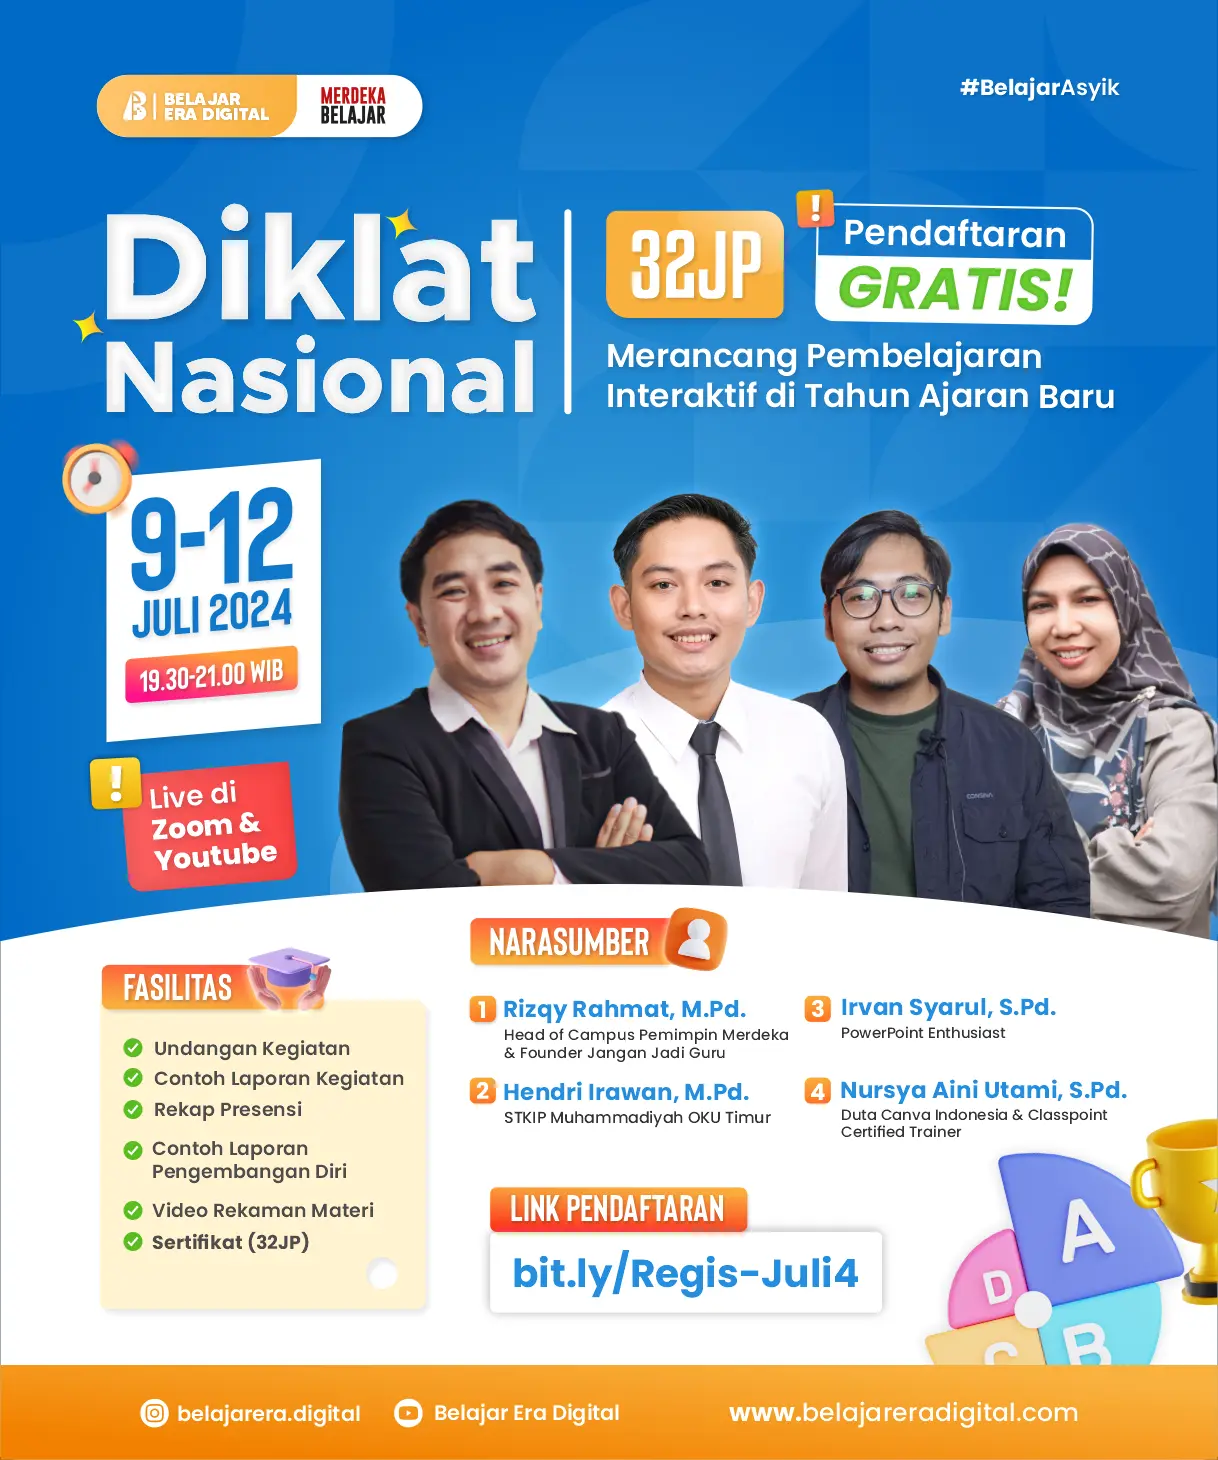 BELAJAR
ERA DIGITAL
MERDEKA
BELAJAR
#BelajarAsyik
Diklat
Nasional
32JP
!
Pendaftaran
GRATIS!
Merancang Pembelajaran
Interaktif di Tahun Ajaran Baru
9-12
JULI 2024
19.30-21.00 WIB
!
Live di
Zoom &
Youtube
CONSINA
FASILITAS
Undangan Kegiatan
Contoh Laporan Kegiatan
Rekap Presensi
Contoh Laporan
Pengembangan Diri
Video Rekaman Materi
Sertifikat (32JP)
NARASUMBER
1 Rizqy Rahmat, M.Pd.
Head of Campus Pemimpin Merdeka
& Founder Jangan Jadi Guru
2 Hendri Irawan, M.Pd.
STKIP Muhammadiyah OKU Timur
3 Irvan Syarul, S.Pd.
PowerPoint Enthusiast
4 Nursya Aini Utami, S.Pd.
Duta Canva Indonesia & Classpoint
Certified Trainer
LINK PENDAFTARAN
bit.ly/Regis-Juli4
A
D
C
B
belajarera.digital
Belajar Era Digital
www.belajareradigital.com